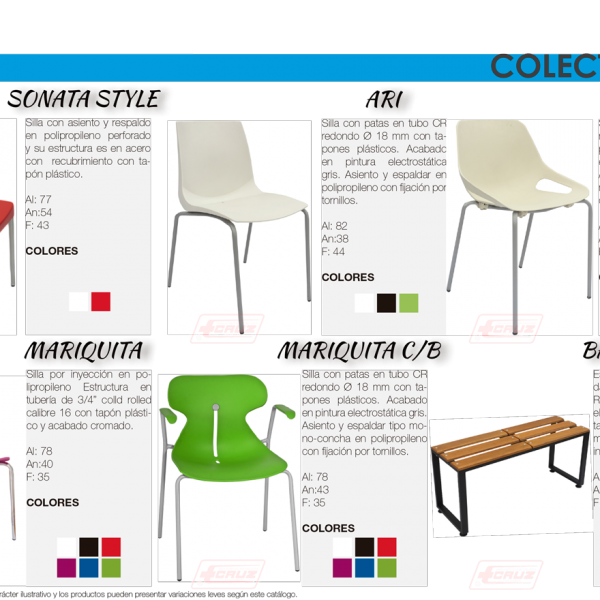 COLECT
SONATA STYLE
Silla con asiento y respaldo
en polipropileno perforado
y su estructura es en acero
con recubrimiento con ta-
pón plástico.
Al: 77
An:54
F: 43
COLORES
ARI
Silla con patas en tubo CR
redondo Ø 18 mm con ta-
pones plásticos. Acabado
en pintura electrostática
gris. Asiento y espaldar en
polipropileno con fijación por
tornillos.
Al: 82
An:38
F: 44
COLORES
CRUZ
CRUZ
MARIQUITA
Silla por inyección en po-
lipropileno Estructura en
tubería de 3/4" colld rolled
calibre 16 con tapón plásti-
co y acabado cromado.
Al: 78
An:40
F: 35
COLORES
MARIQUITA C/B
Silla con patas en tubo CR
redondo Ø 18 mm con ta-
pones plásticos. Acabado
en pintura electrostática gris.
Asiento y espaldar tipo mo-
no-concha en polipropileno
con fijación por tornillos.
Al: 78
An:43
F: 35
COLORES
CRUZ
CRUZ
rácter ilustrativo y los productos pueden presentar variaciones leves según este catálogo.